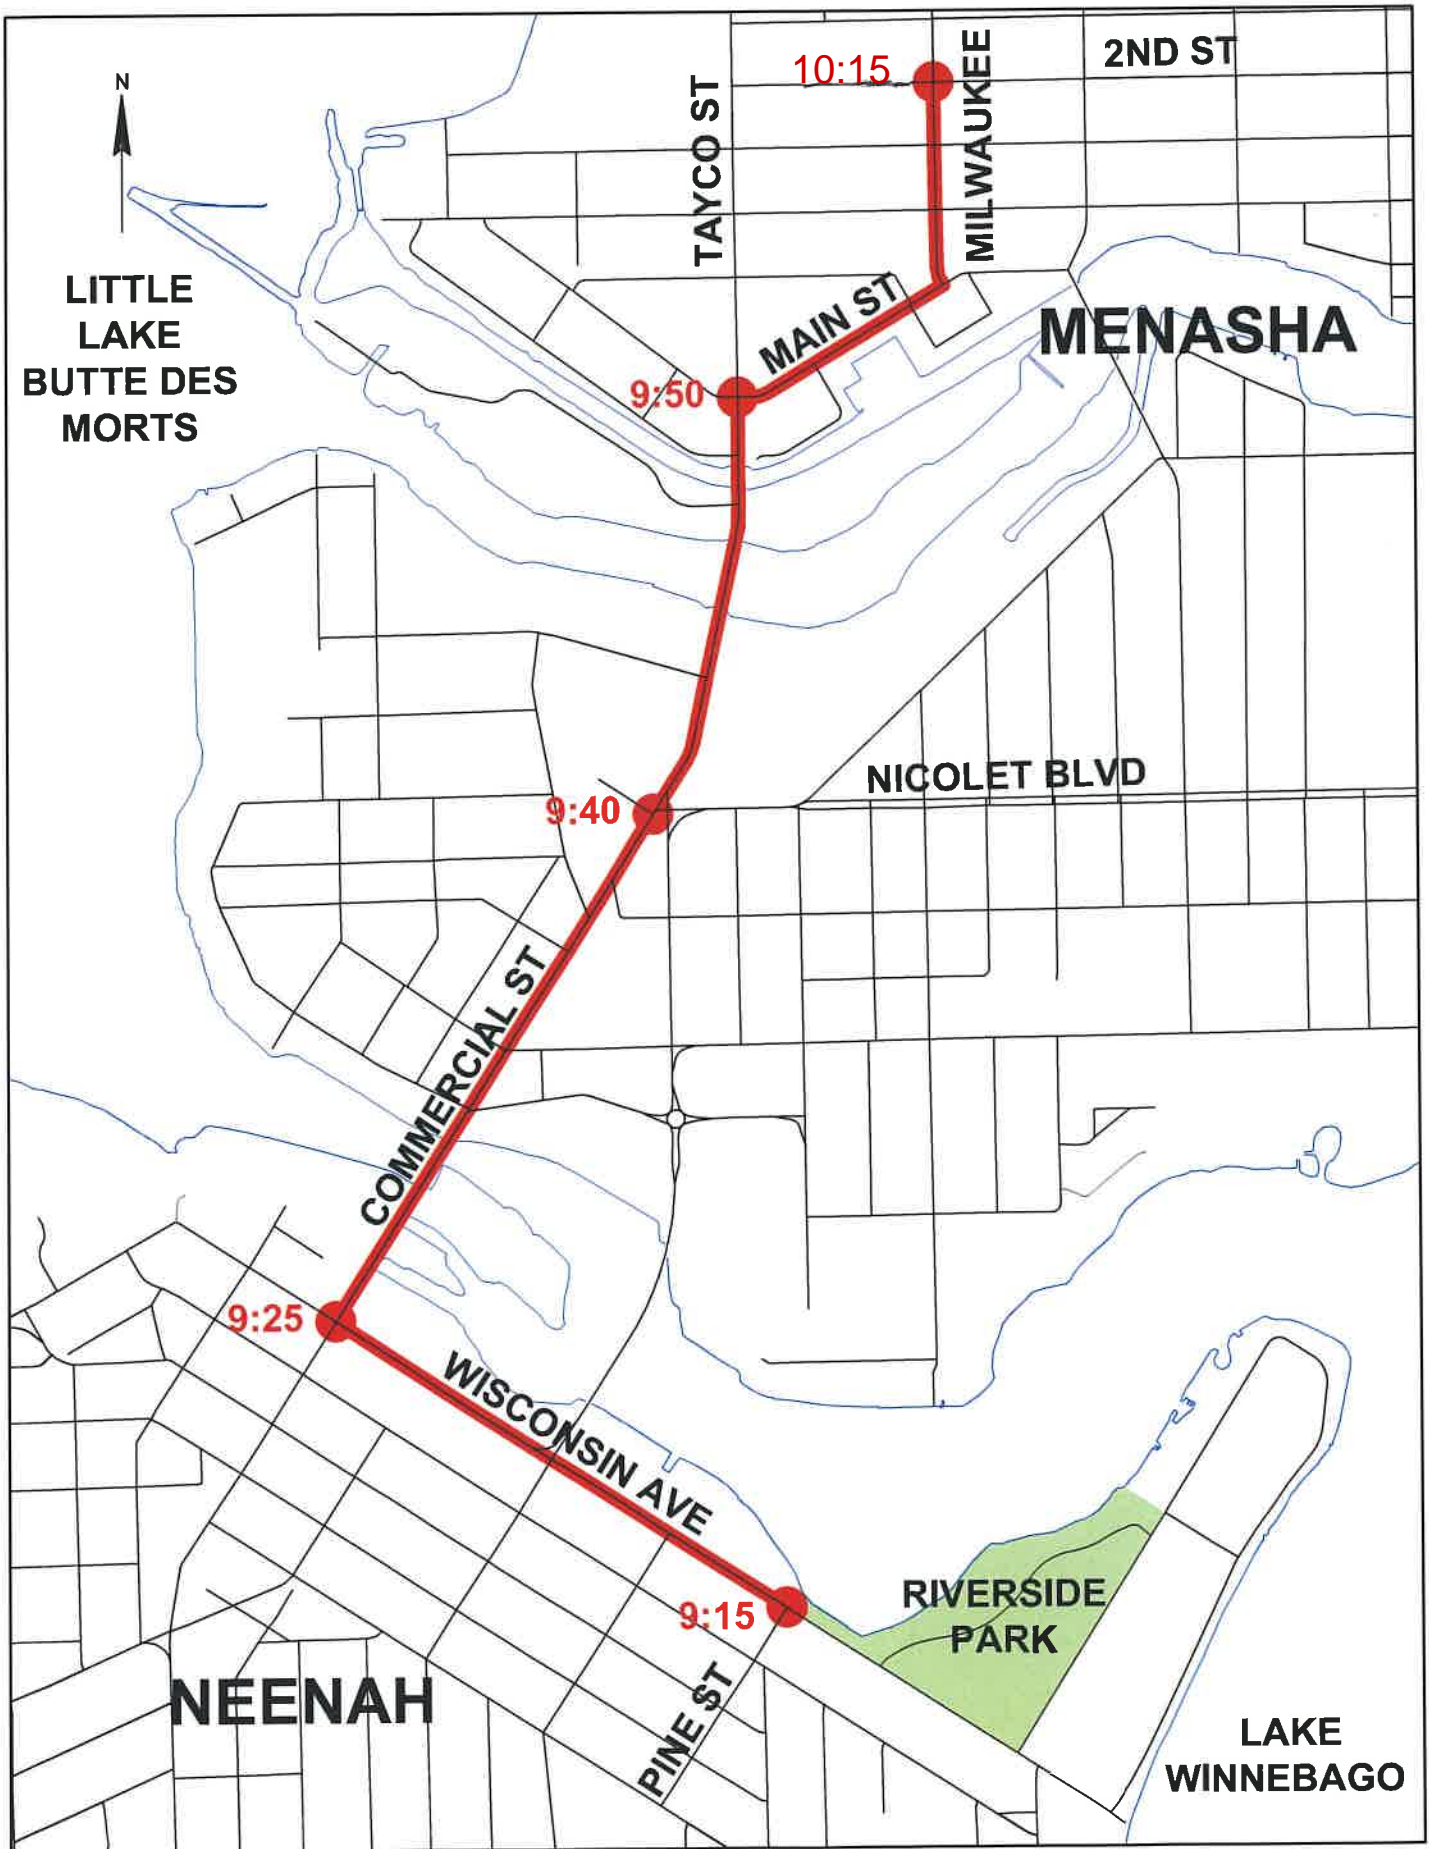 N
2ND ST
10:15
MILWAUKEE
TAYCO ST
LITTLE
LAKE
BUTTE DES
MORTS
MAIN ST
MENASHA
9:50
NICOLET BLVD
9:40
COMMERCIAL ST
9:25
WISCONSIN AVE
9:15
RIVERSIDE
PARK
NEENAH
PINE ST
LAKE
WINNEBAGO